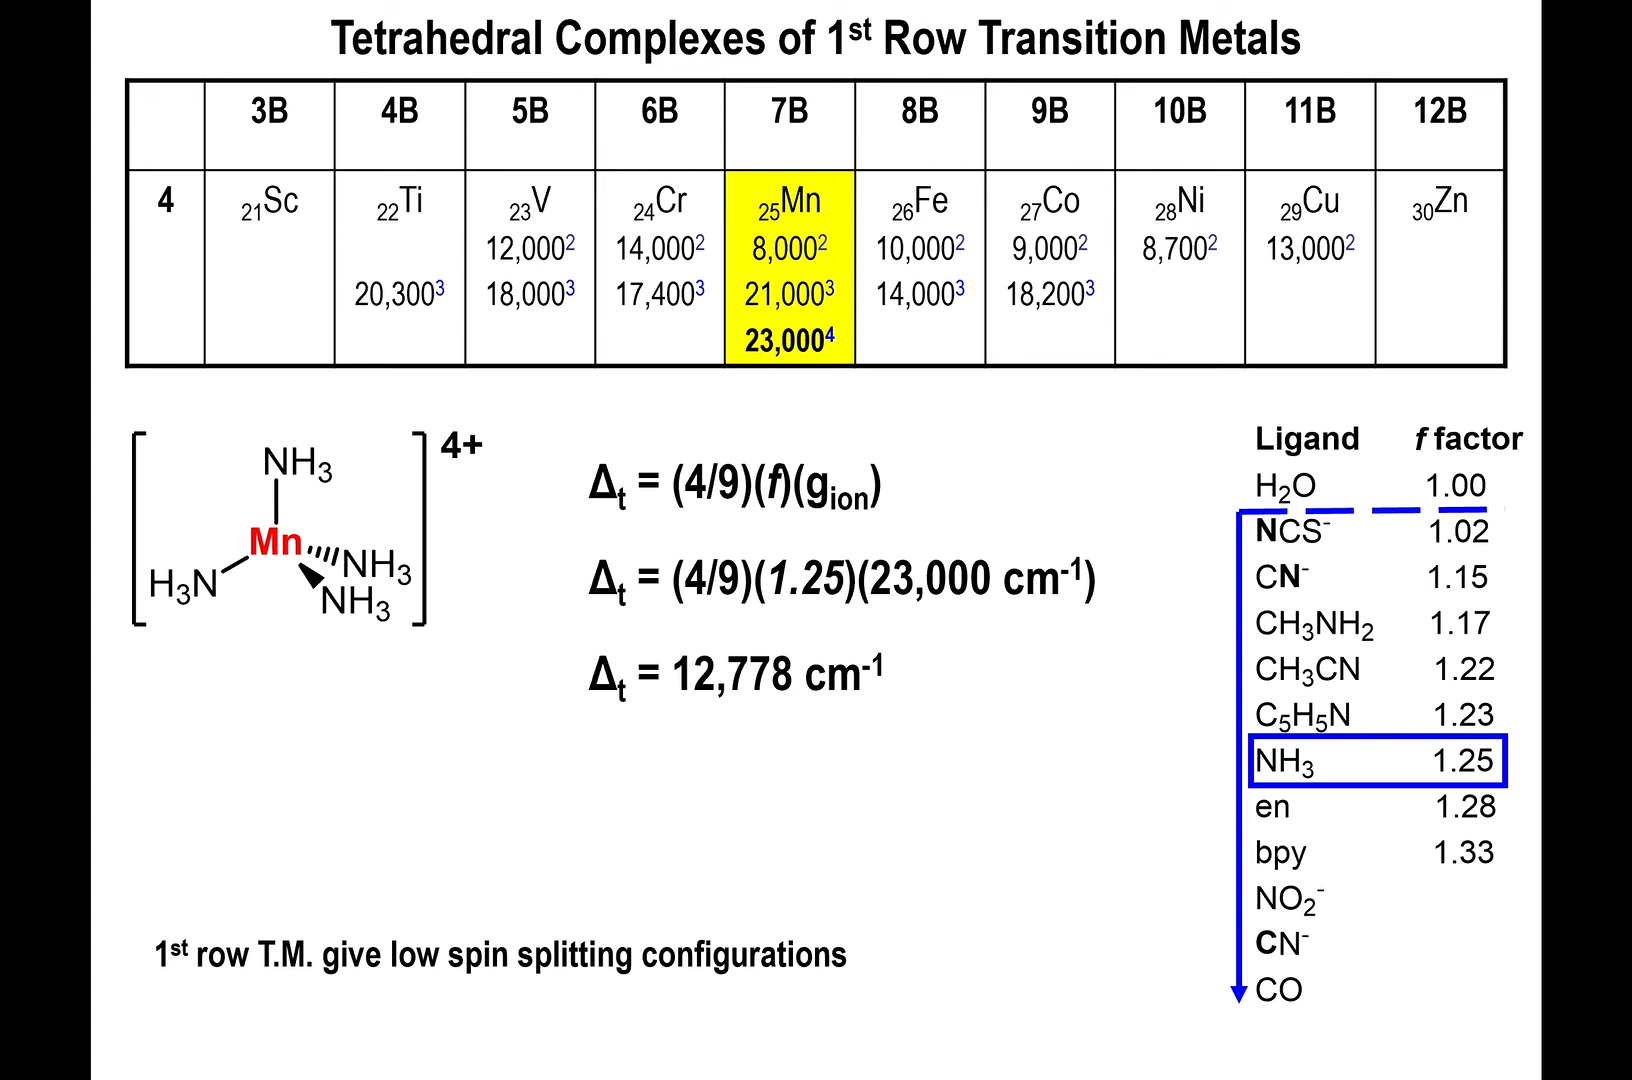 Tetrahedral Complexes of 1st Row Transition Metals
3B 4B 5B 6B 7B 8B 9B 10B 11B 12B
4 21Sc 22Ti 23V 24Cr 25Mn 26Fe 27Co 28Ni 29Cu 30Zn
12,000² 14,000² 8,000² 10,000² 9,000² 8,700² 13,000²
20,300³ 18,000³ 17,400³ 21,000³ 14,000³ 18,200³
23,000⁴
4+
NH₃
Mn
NH₃
H₃N
NH₃
Δt = (4/9)(f)(gion)
Δt = (4/9)(1.25)(23,000 cm⁻¹)
Δt = 12,778 cm⁻¹
Ligand f factor
H₂O 1.00
NCS⁻ 1.02
CN⁻ 1.15
CH₃NH₂ 1.17
CH₃CN 1.22
C₅H₅N 1.23
NH₃ 1.25
en 1.28
bpy 1.33
NO₂⁻
CN⁻
CO
1st row T.M. give low spin splitting configurations